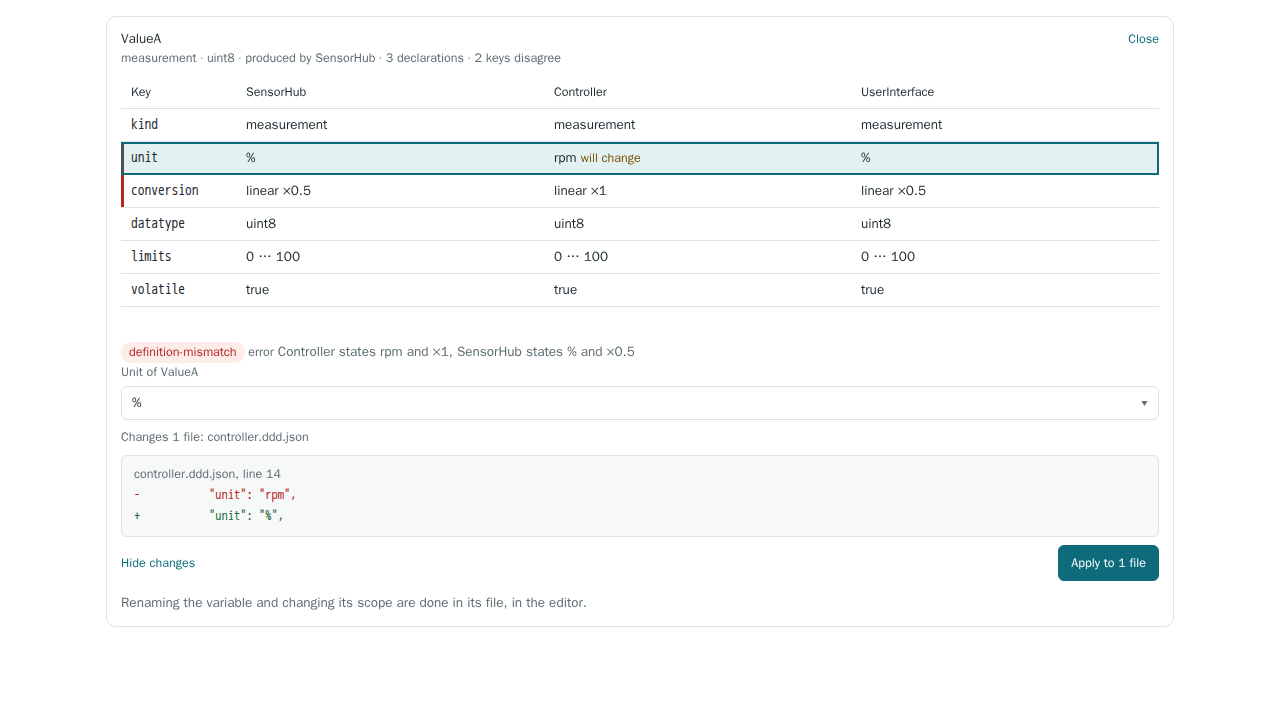 ValueA
Close
measurement · uint8 · produced by SensorHub · 3 declarations · 2 keys disagree
Key SensorHub Controller UserInterface
kind measurement measurement measurement
unit % rpm will change %
conversion linear ×0.5 linear ×1 linear ×0.5
datatype uint8 uint8 uint8
limits 0 ··· 100 0 ··· 100 0 ··· 100
volatile true true true
definition-mismatch error Controller states rpm and ×1, SensorHub states % and ×0.5
Unit of ValueA
%
Changes 1 file: controller.ddd.json
controller.ddd.json, line 14
- "unit": "rpm",
+ "unit": "%",
Hide changes
Apply to 1 file
Renaming the variable and changing its scope are done in its file, in the editor.